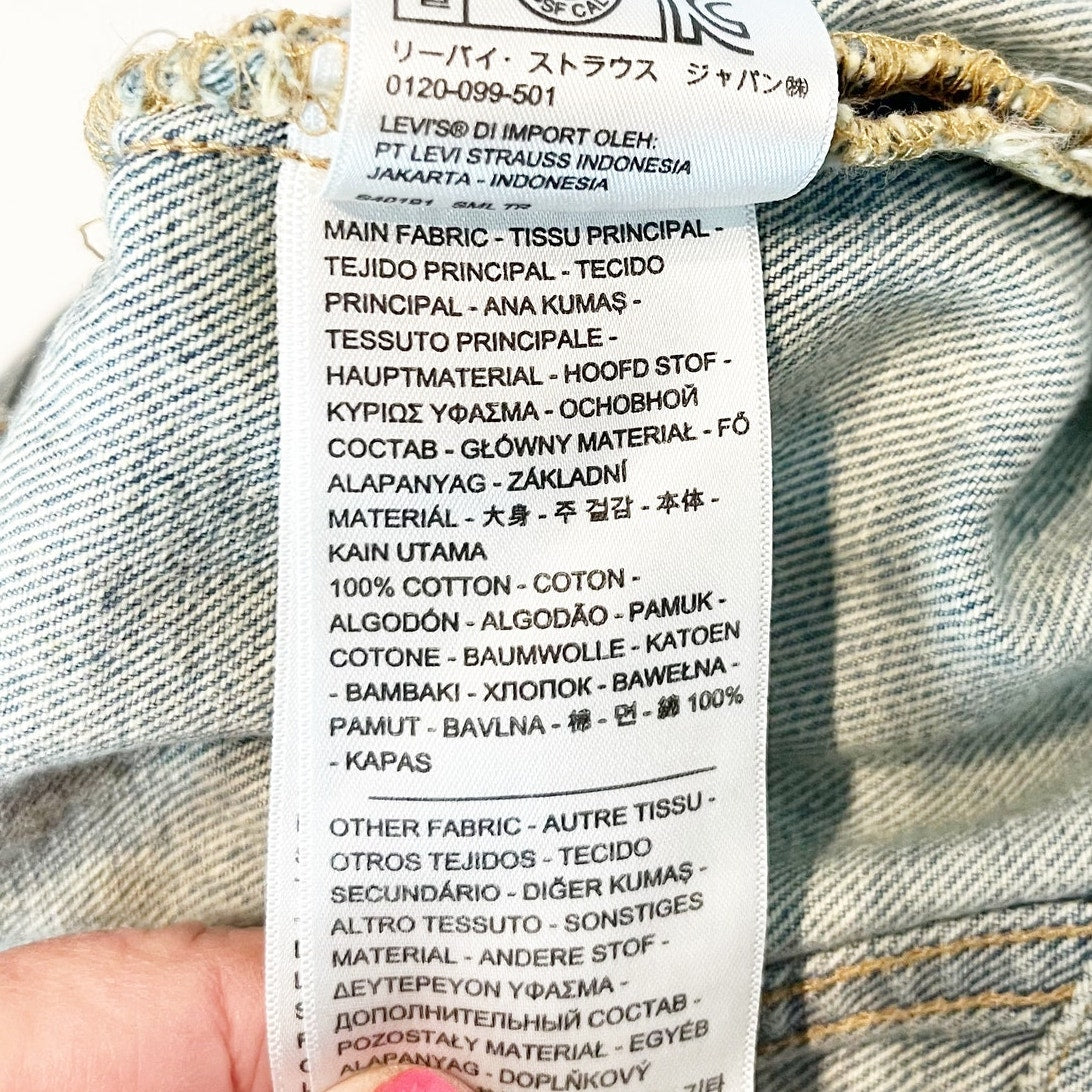 SF CAL
リーバイ・ストラウス ジャパン㈱
0120-099-501
LEVI'S® DI IMPORT OLEH:
PT LEVI STRAUSS INDONESIA
JAKARTA - INDONESIA
MAIN FABRIC - TISSU PRINCIPAL -
TEJIDO PRINCIPAL - TECIDO
PRINCIPAL - ANA KUMAŞ -
TESSUTO PRINCIPALE -
HAUPTMATERIAL - HOOFD STOF -
ΚΥΡΙΩΣ ΥΦΑΣΜΑ - ОСНОВНОЙ
СОСТАВ - GŁÓWNY MATERIAŁ - FŐ
ALAPANYAG - ZÁKLADNÍ
MATERIÁL - 大身 - 주 겉감 - 本体 -
KAIN UTAMA
100% COTTON - COTON -
ALGODÓN - ALGODÃO - PAMUK -
COTONE - BAUMWOLLE - KATOEN
- BAMBAKI - ХЛОПОК - BAWEŁNA -
PAMUT - BAVLNA - 棉 - 면 - 綿 100%
- KAPAS
OTHER FABRIC - AUTRE TISSU -
OTROS TEJIDOS - TECIDO
SECUNDÁRIO - DIĞER KUMAŞ -
ALTRO TESSUTO - SONSTIGES
MATERIAL - ANDERE STOF -
ΔΕΥΤΕΡΕΥΟΝ ΥΦΑΣΜΑ -
ДОПОЛНИТЕЛЬНЫЙ СОСТАВ -
POZOSTAŁY MATERIAŁ - EGYÉB
ALAPANYAG - DOPLŇKOVÝ
기타